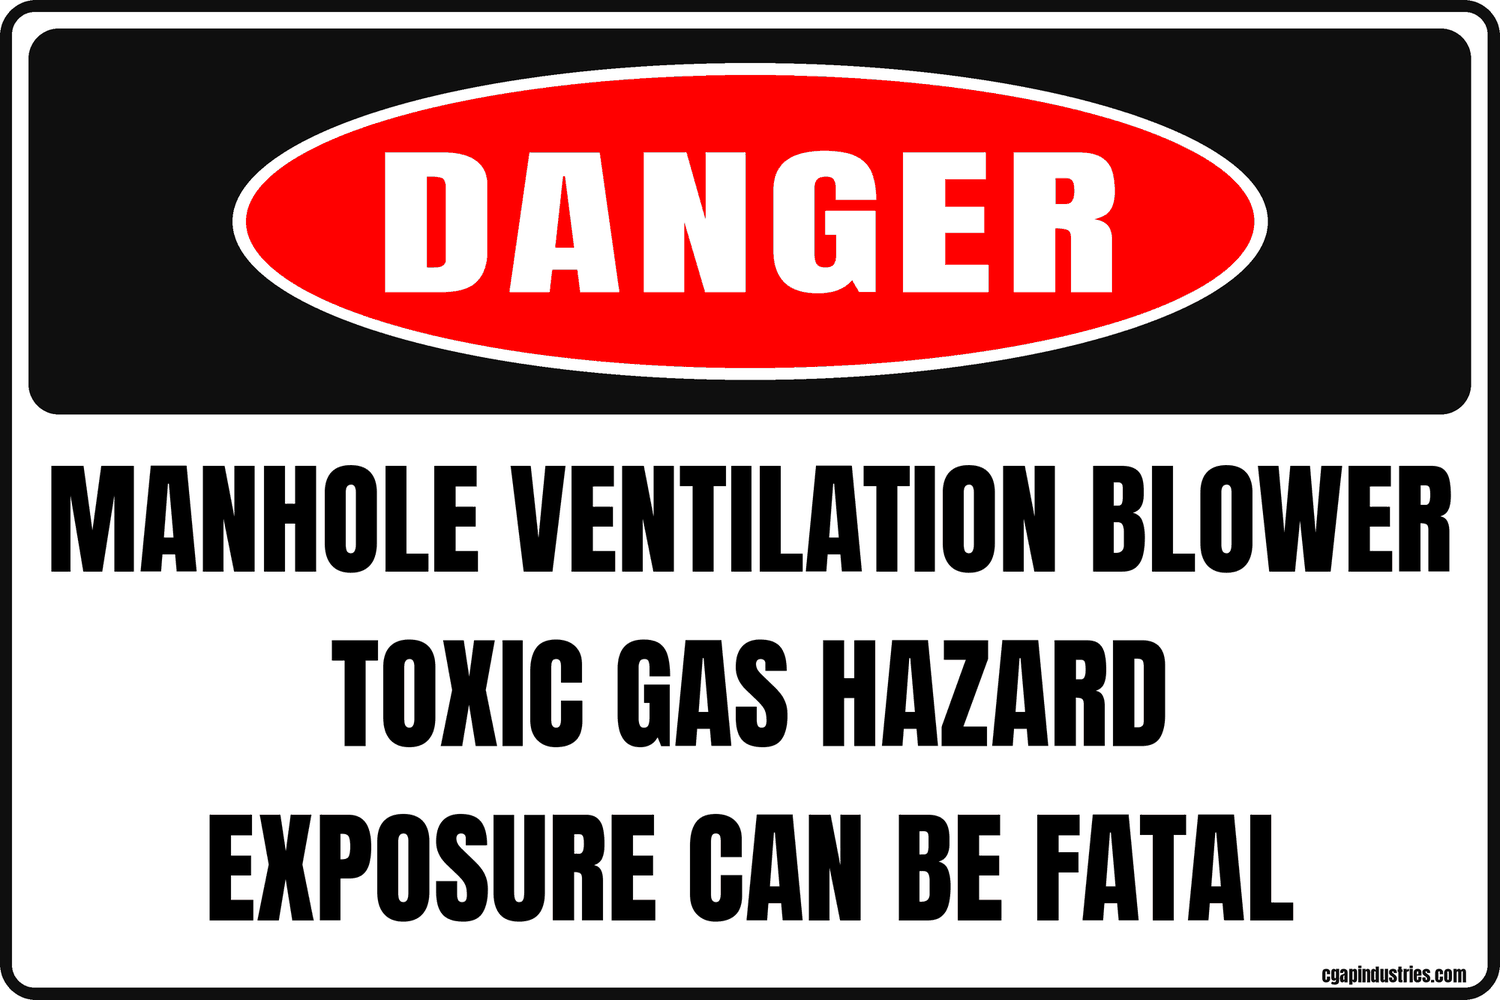 DANGER
MANHOLE VENTILATION BLOWER
TOXIC GAS HAZARD
EXPOSURE CAN BE FATAL
cgapindustries.com